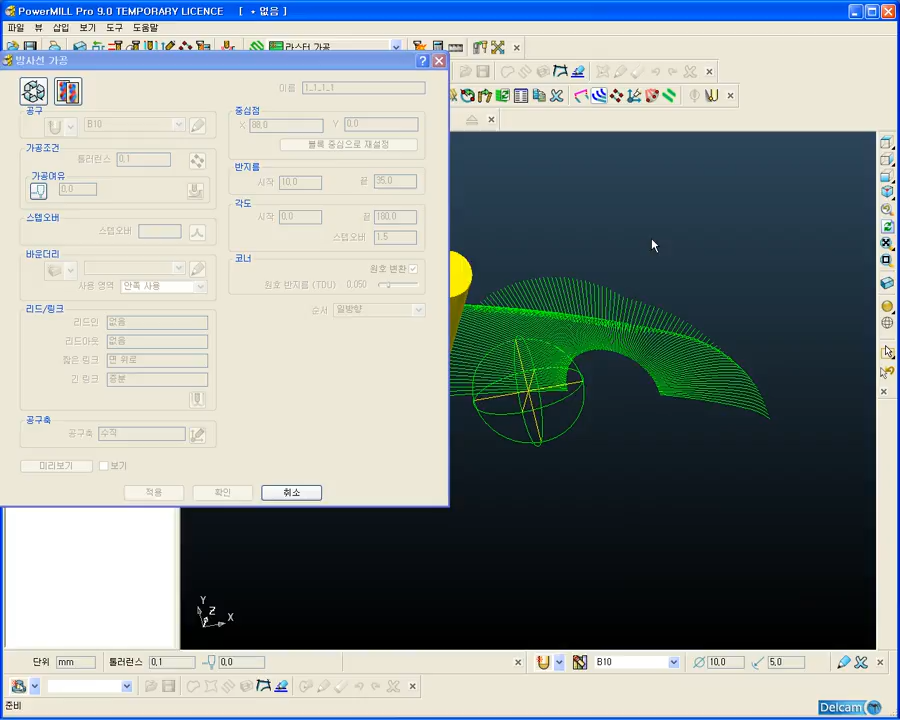 PowerMILL Pro 9.0 TEMPORARY LICENCE [ - 없음 ]
파일 뷰 삽입 보기 도구 도움말
래스터 가공
방사선 가공
이름 1_1_1_1
공구
B10
중심점
X 88,0 Y 0,0
블록 중심으로 재설정
가공조건
톨러런스 0,1
가공여유
0,0
반지름
시작 10,0 끝 35,0
각도
시작 0,0 끝 180,0
스텝오버 1,5
스텝오버
스텝오버
바운더리
사용 영역 안쪽 사용
코너
원호 변환
원호 반지름 (TDU) 0,050
순서 일방향
리드/링크
리드인 없음
리드아웃 없음
짧은 링크 면 위로
긴 링크 증분
공구축
공구축 수직
미리보기 보기
적용 확인 취소
Y
Z
X
단위 mm 톨러런스 0,1 0,0 B10 10,0 5,0
준비
Delcam